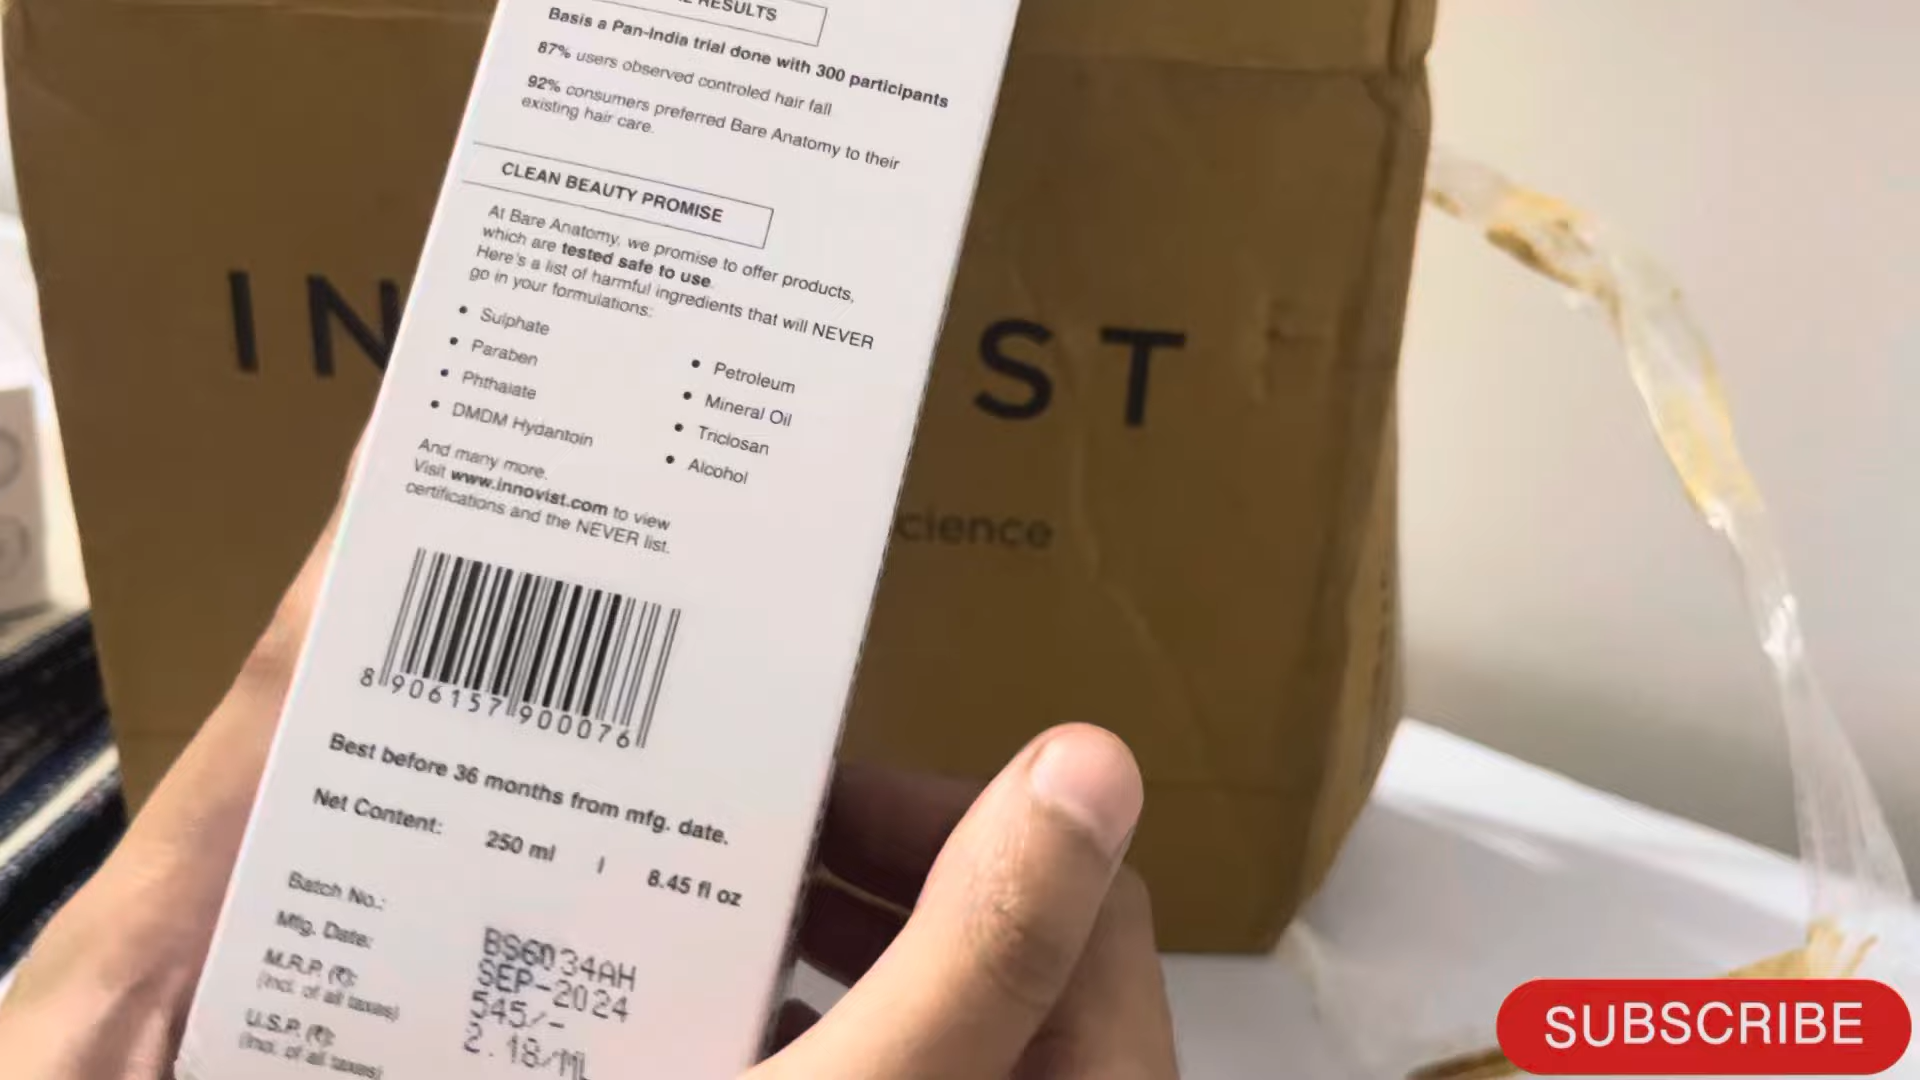 RESULTS
Basis a Pan-India trial done with 300 participants
87% users observed controled hair fall
92% consumers preferred Bare Anatomy to their
existing hair care.
CLEAN BEAUTY PROMISE
At Bare Anatomy, we promise to offer products,
which are tested safe to use.
Here's a list of harmful ingredients that will NEVER
go in your formulations:
• Sulphate
• Paraben
• Phthalate
• DMDM Hydantoin
• Petroleum
• Mineral Oil
• Triclosan
• Alcohol
And many more.
Visit www.innovist.com to view
certifications and the NEVER list.
8 906157 900076
Best before 36 months from mfg. date.
Net Content: 250 ml | 8.45 fl oz
Batch No.: BS6034AH
Mfg. Date: SEP-2024
M.R.P. (₹): 545/-
(Incl. of all taxes)
U.S.P. (₹): 2.18/ML
(Incl. of all taxes)
IN ST
cience
SUBSCRIBE